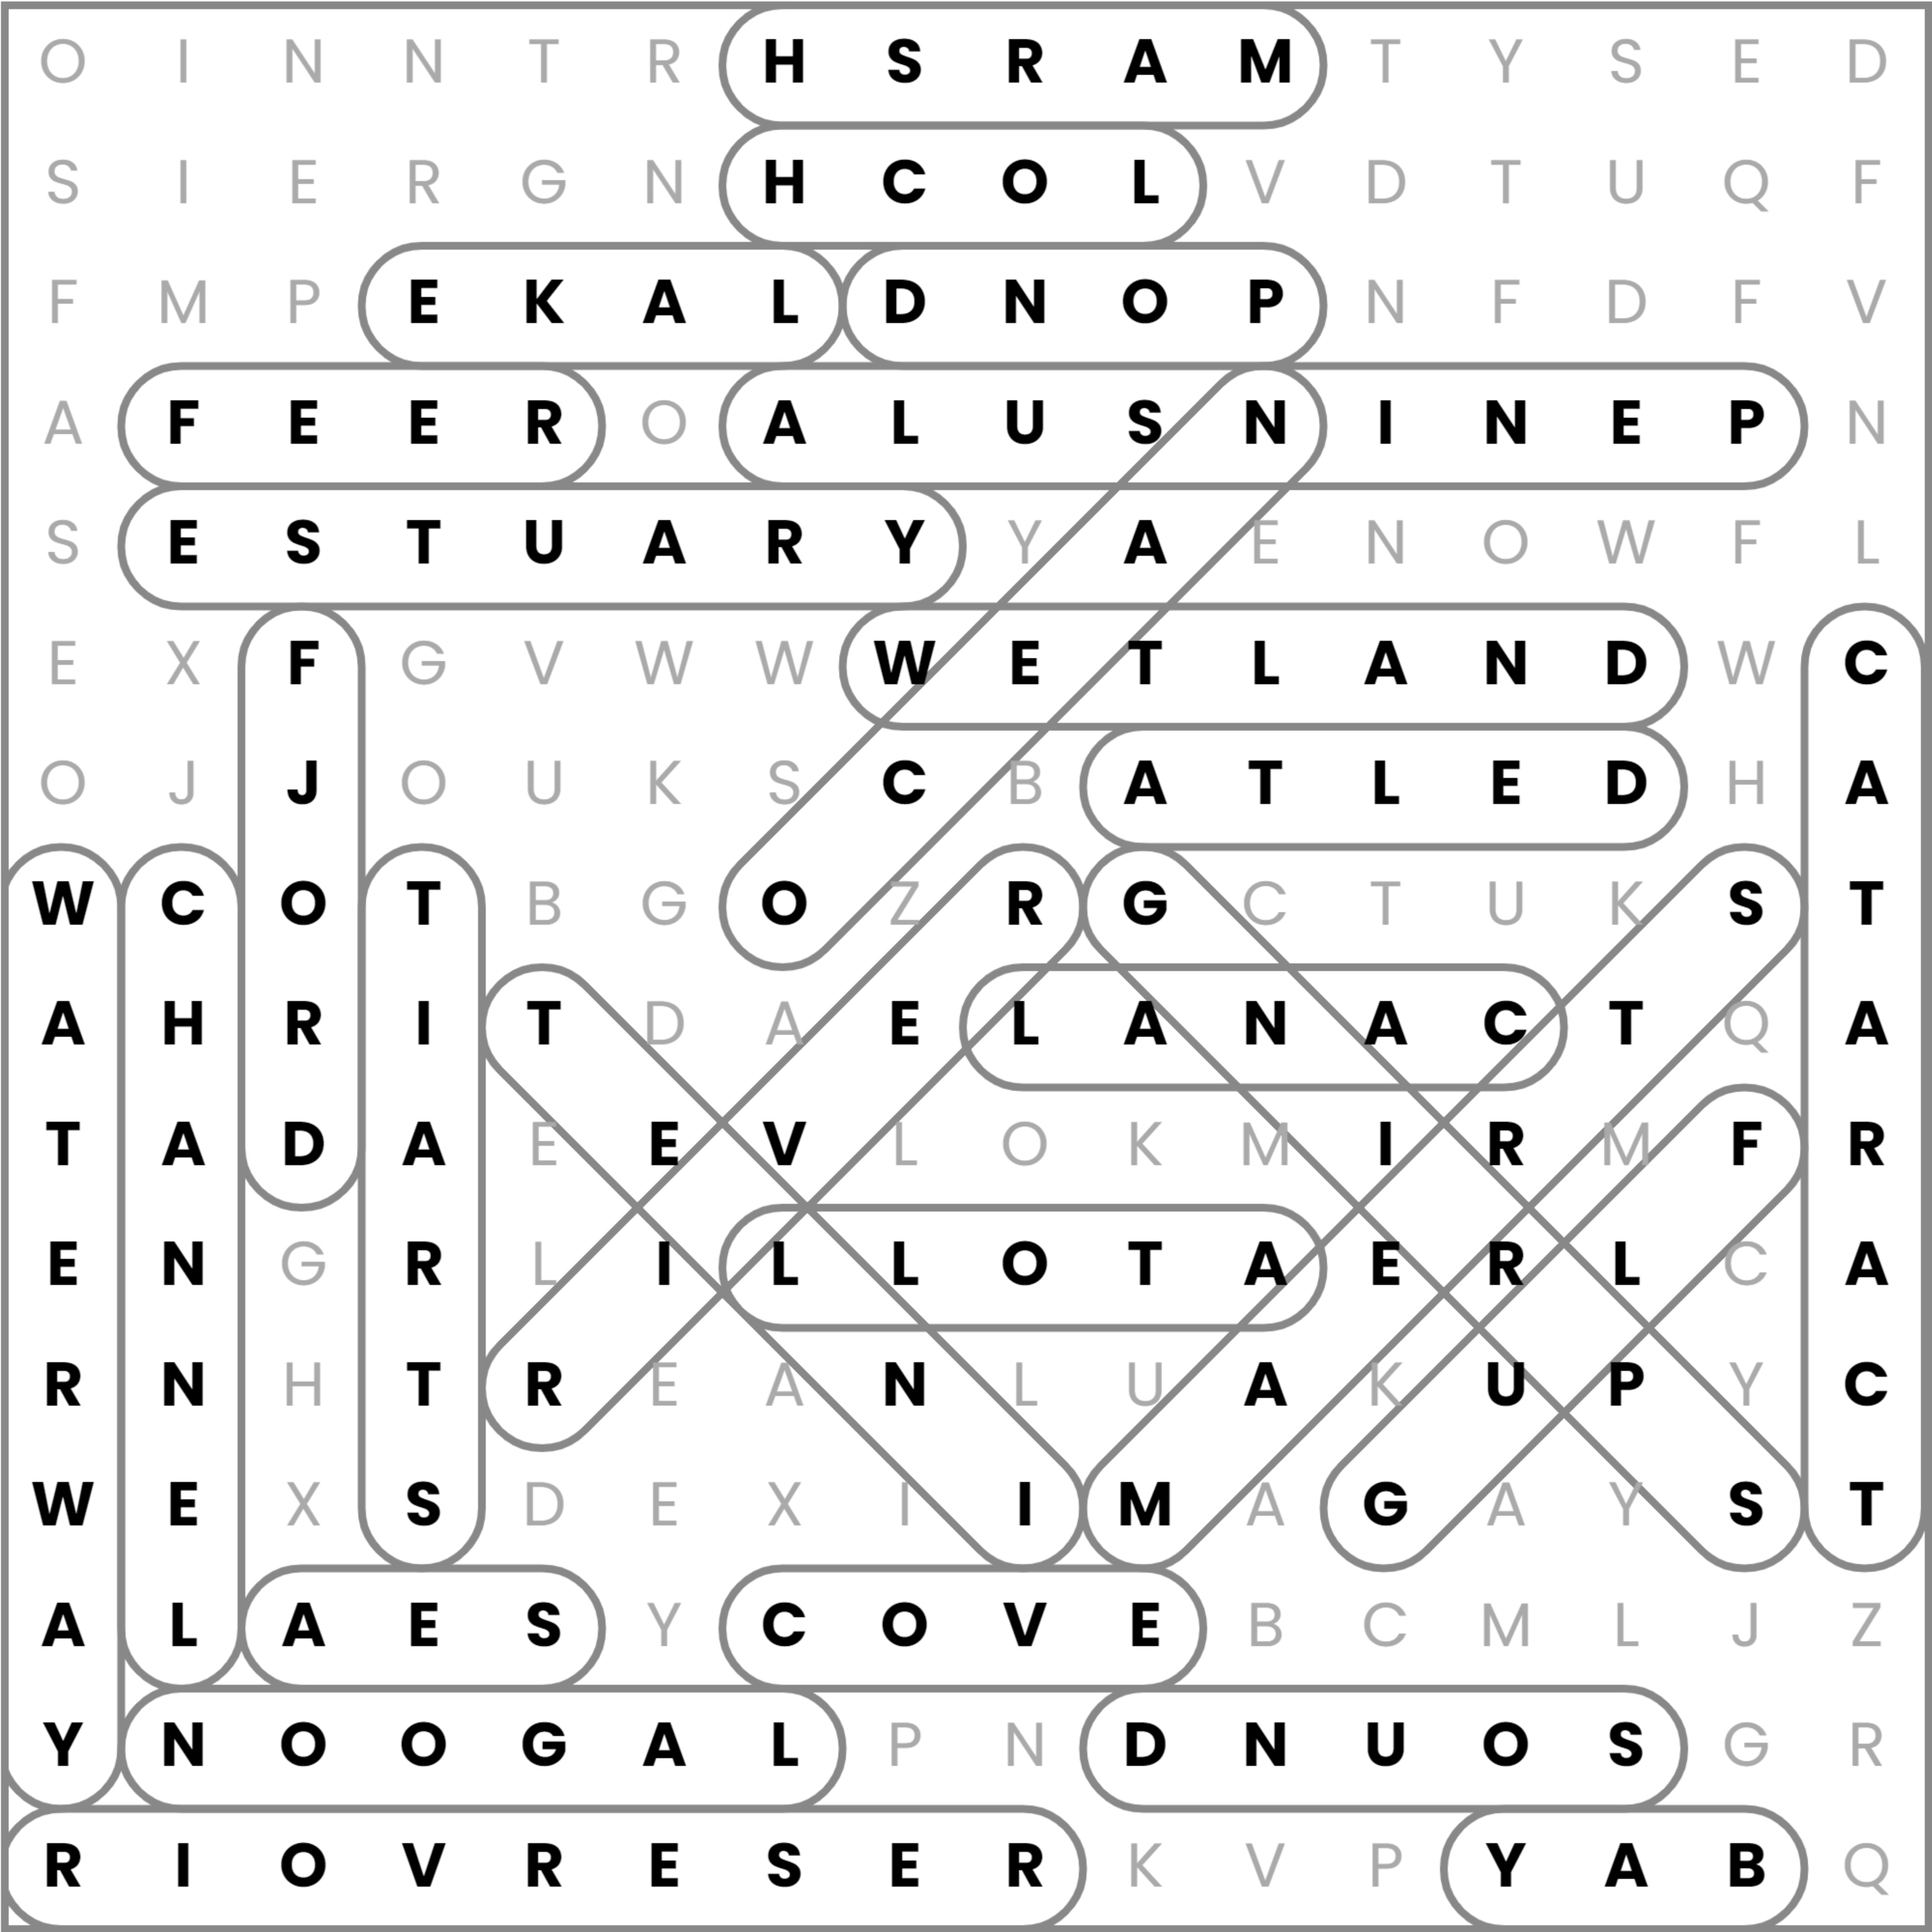 O I N N T R H S R A M T Y S E D
S I E R G N H C O L V D T U Q F
F M P E K A L D N O P N F D F V
A F E E R O A L U S N I N E P N
S E S T U A R Y Y A E N O W F L
E X F G V W W W E T L A N D W C
O J J O U K S C B A T L E D H A
W C O T B G O Z R G C T U K S T
A H R I T D A E L A N A C T Q A
T A D A E E V L O K M I R M F R
E N G R L I L L O T A E R L C A
R N H T R E A N L U A K U P Y C
W E X S D E X I I M A G A Y S T
A L A E S Y C O V E B C M L J Z
Y N O O G A L P N D N U O S G R
R I O V R E S E R K V P Y A B Q